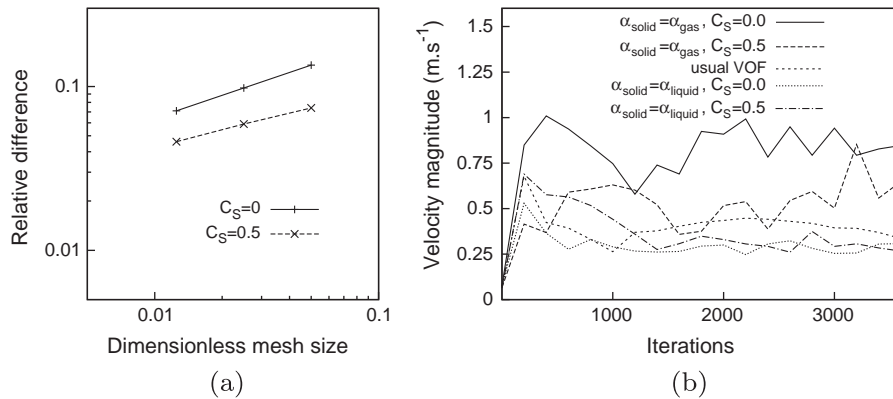 0.1
0.01
Relative difference
C_S=0
C_S=0.5
0.01 0.1
Dimensionless mesh size
(a)
1.5
1.25
1
0.75
0.5
0.25
0
Velocity magnitude (m.s⁻¹)
α_solid=α_gas, C_S=0.0
α_solid=α_gas, C_S=0.5
usual VOF
α_solid=α_liquid, C_S=0.0
α_solid=α_liquid, C_S=0.5
1000 2000 3000
Iterations
(b)